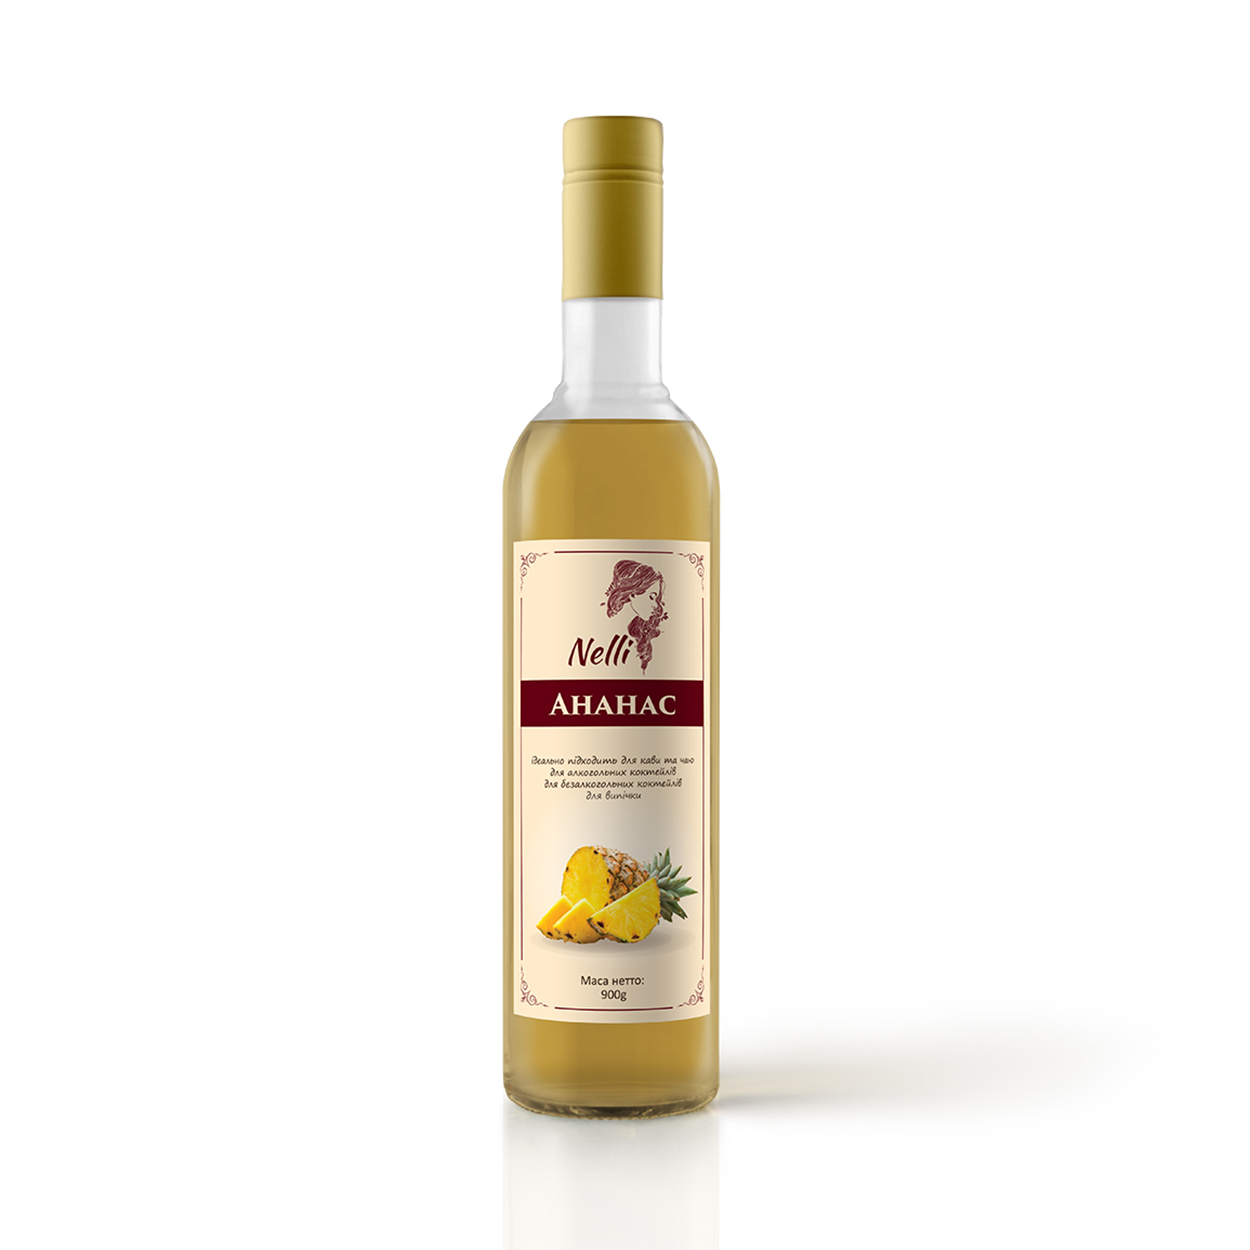 Nelli
Ананас
ідеально підходить для кави та чаю
для алкогольних коктейлів
для безалкогольних коктейлів
для випічки
Маса нетто:
900g